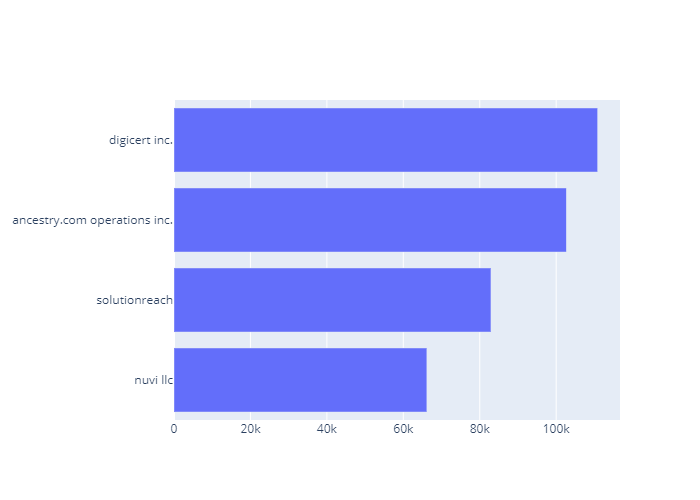 digicert inc.
ancestry.com operations inc.
solutionreach
nuvi llc
0 20k 40k 60k 80k 100k